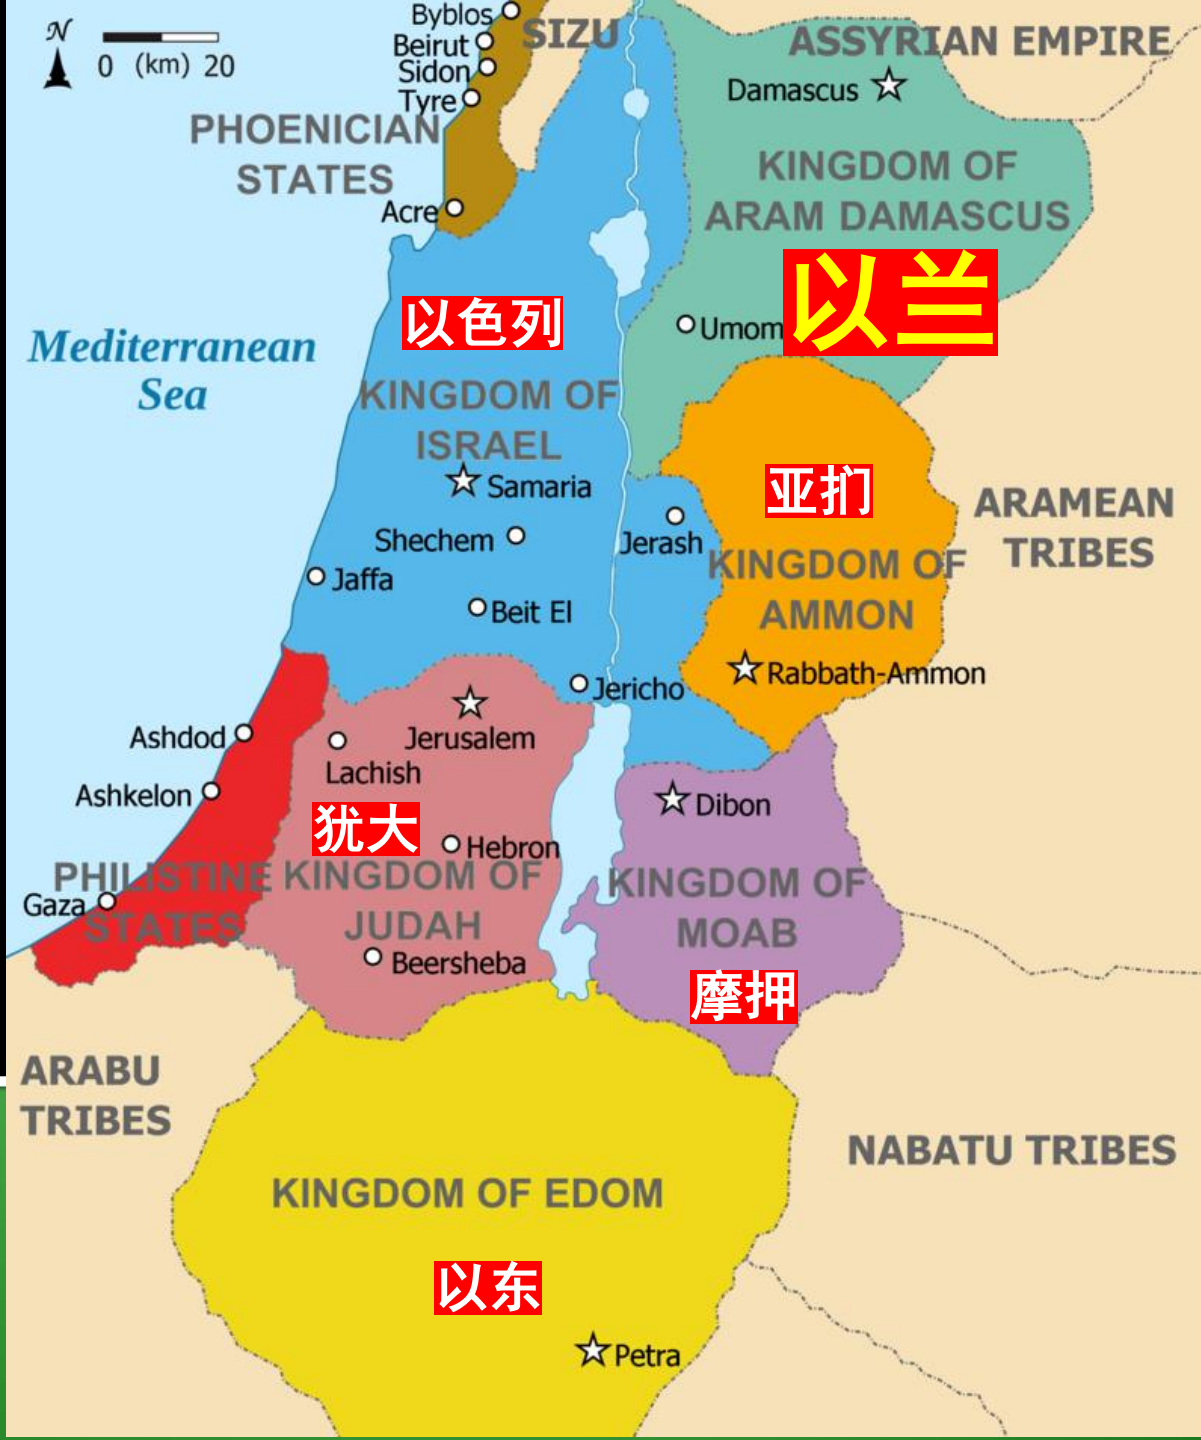 N
0 (km) 20
Byblos
Beirut
Sidon
Tyre
SIZU
ASSYRIAN EMPIRE
Damascus
PHOENICIAN
STATES
Acre
KINGDOM OF
ARAM DAMASCUS
以兰
Umom
以色列
Mediterranean
Sea
KINGDOM OF
ISRAEL
Samaria
Shechem
Jaffa
Beit El
Jerash
亚扪
KINGDOM OF
AMMON
ARAMEAN
TRIBES
Rabbath-Ammon
Jericho
Jerusalem
Ashdod
Lachish
Ashkelon
Dibon
犹大
Hebron
PHILISTINE
STATES
Gaza
KINGDOM OF
JUDAH
Beersheba
KINGDOM OF
MOAB
摩押
ARABU
TRIBES
NABATU TRIBES
KINGDOM OF EDOM
以东
Petra